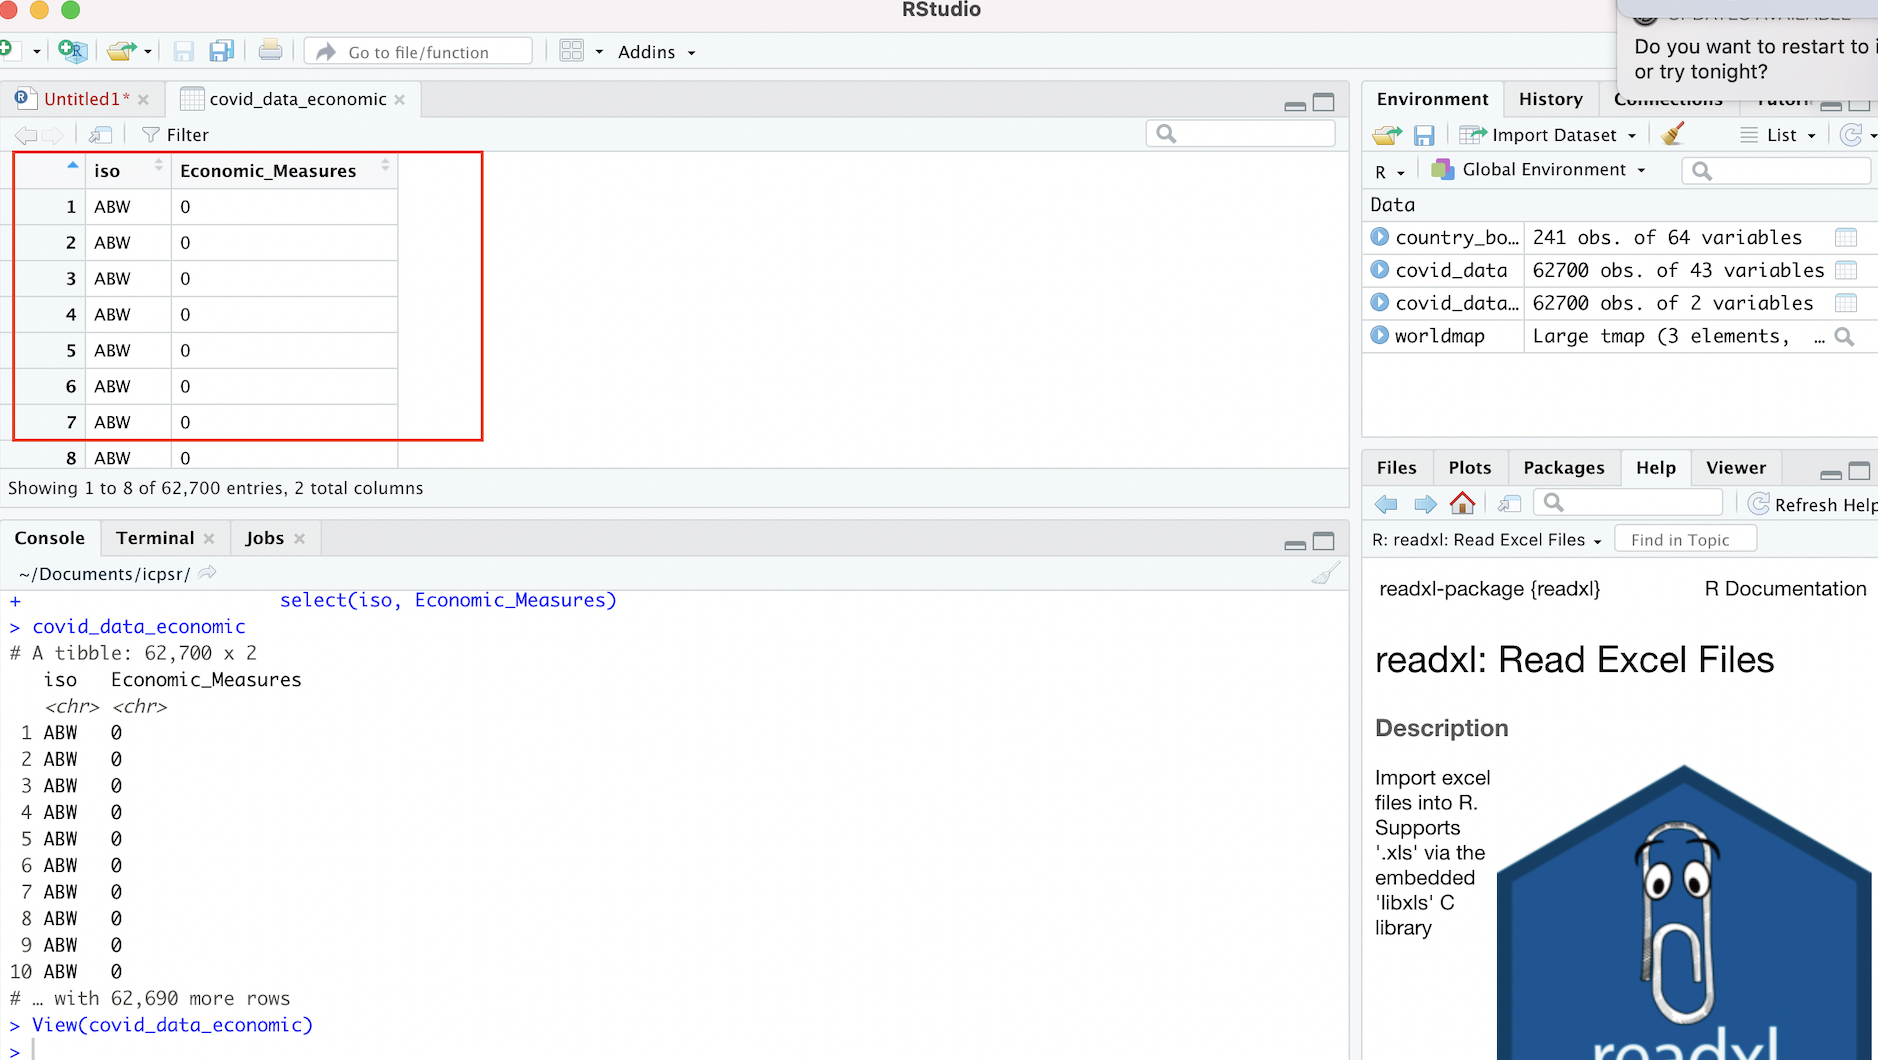 RStudio
UPDATES AVAILABLE
Do you want to restart to
or try tonight?
Go to file/function
Addins
Untitled1*
covid_data_economic
Filter
iso Economic_Measures
1 ABW 0
2 ABW 0
3 ABW 0
4 ABW 0
5 ABW 0
6 ABW 0
7 ABW 0
8 ABW 0
Showing 1 to 8 of 62,700 entries, 2 total columns
Console Terminal Jobs
~/Documents/icpsr/
+ select(iso, Economic_Measures)
> covid_data_economic
# A tibble: 62,700 x 2
iso Economic_Measures
<chr> <chr>
1 ABW 0
2 ABW 0
3 ABW 0
4 ABW 0
5 ABW 0
6 ABW 0
7 ABW 0
8 ABW 0
9 ABW 0
10 ABW 0
# … with 62,690 more rows
> View(covid_data_economic)
>
Environment History Connections
Import Dataset List
R Global Environment
Data
country_bo… 241 obs. of 64 variables
covid_data 62700 obs. of 43 variables
covid_data… 62700 obs. of 2 variables
worldmap Large tmap (3 elements, …
Files Plots Packages Help Viewer
Refresh Help
R: readxl: Read Excel Files Find in Topic
readxl-package {readxl} R Documentation
readxl: Read Excel Files
Description
Import excel
files into R.
Supports
'.xls' via the
embedded
'libxls' C
library
readxl